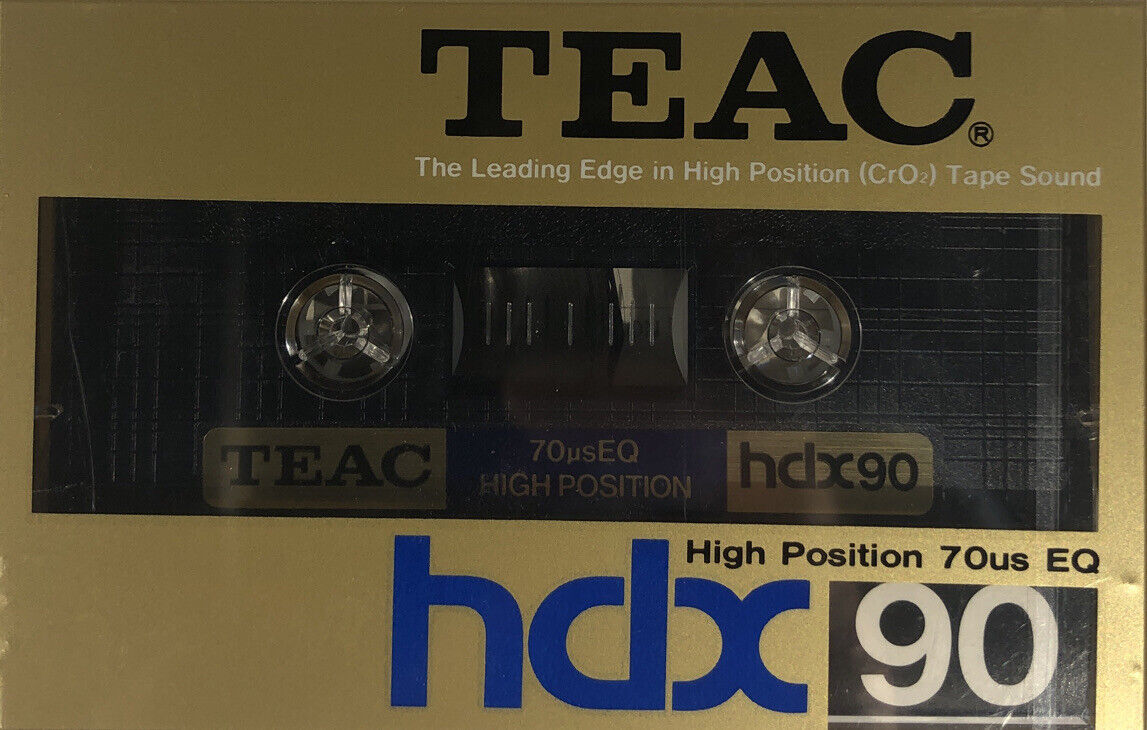 TEAC®
The Leading Edge in High Position (CrO₂) Tape Sound
TEAC
70µsEQ
HIGH POSITION
hdx90
High Position 70us EQ
hdx 90